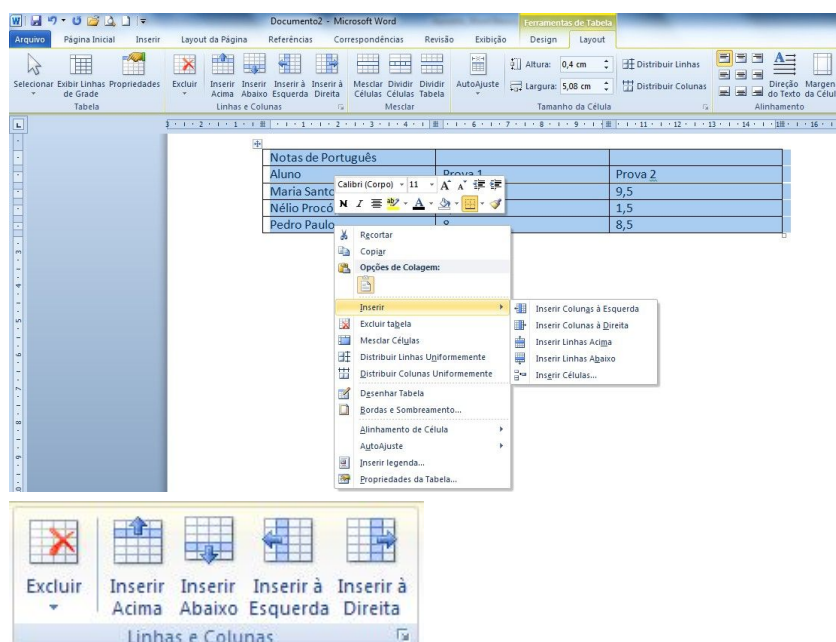 Documento2 - Microsoft Word
Ferramentas de Tabela
Arquivo Página Inicial Inserir Layout da Página Referências Correspondências Revisão Exibição Design Layout
Selecionar Exibir Linhas de Grade Propriedades
Tabela
Excluir Inserir Acima Inserir Abaixo Inserir à Esquerda Inserir à Direita
Linhas e Colunas
Mesclar Células Dividir Células Dividir Tabela
Mesclar
AutoAjuste
Altura: 0,4 cm
Largura: 5,08 cm
Distribuir Linhas
Distribuir Colunas
Tamanho da Célula
Direção do Texto
Margen da Célul
Alinhamento
Notas de Português
Aluno Prova 1 Prova 2
Maria Santo 9,5
Nélio Procó 1,5
Pedro Paulo 8 8,5
Calibri (Corpo) 11
N I
Recortar
Copiar
Opções de Colagem:
Inserir
Excluir tabela
Mesclar Células
Distribuir Linhas Uniformemente
Distribuir Colunas Uniformemente
Desenhar Tabela
Bordas e Sombreamento...
Alinhamento de Célula
AutoAjuste
Inserir legenda...
Propriedades da Tabela...
Inserir Colunas à Esquerda
Inserir Colunas à Direita
Inserir Linhas Acima
Inserir Linhas Abaixo
Inserir Células...
Excluir Inserir Acima Inserir Abaixo Inserir à Esquerda Inserir à Direita
Linhas e Colunas